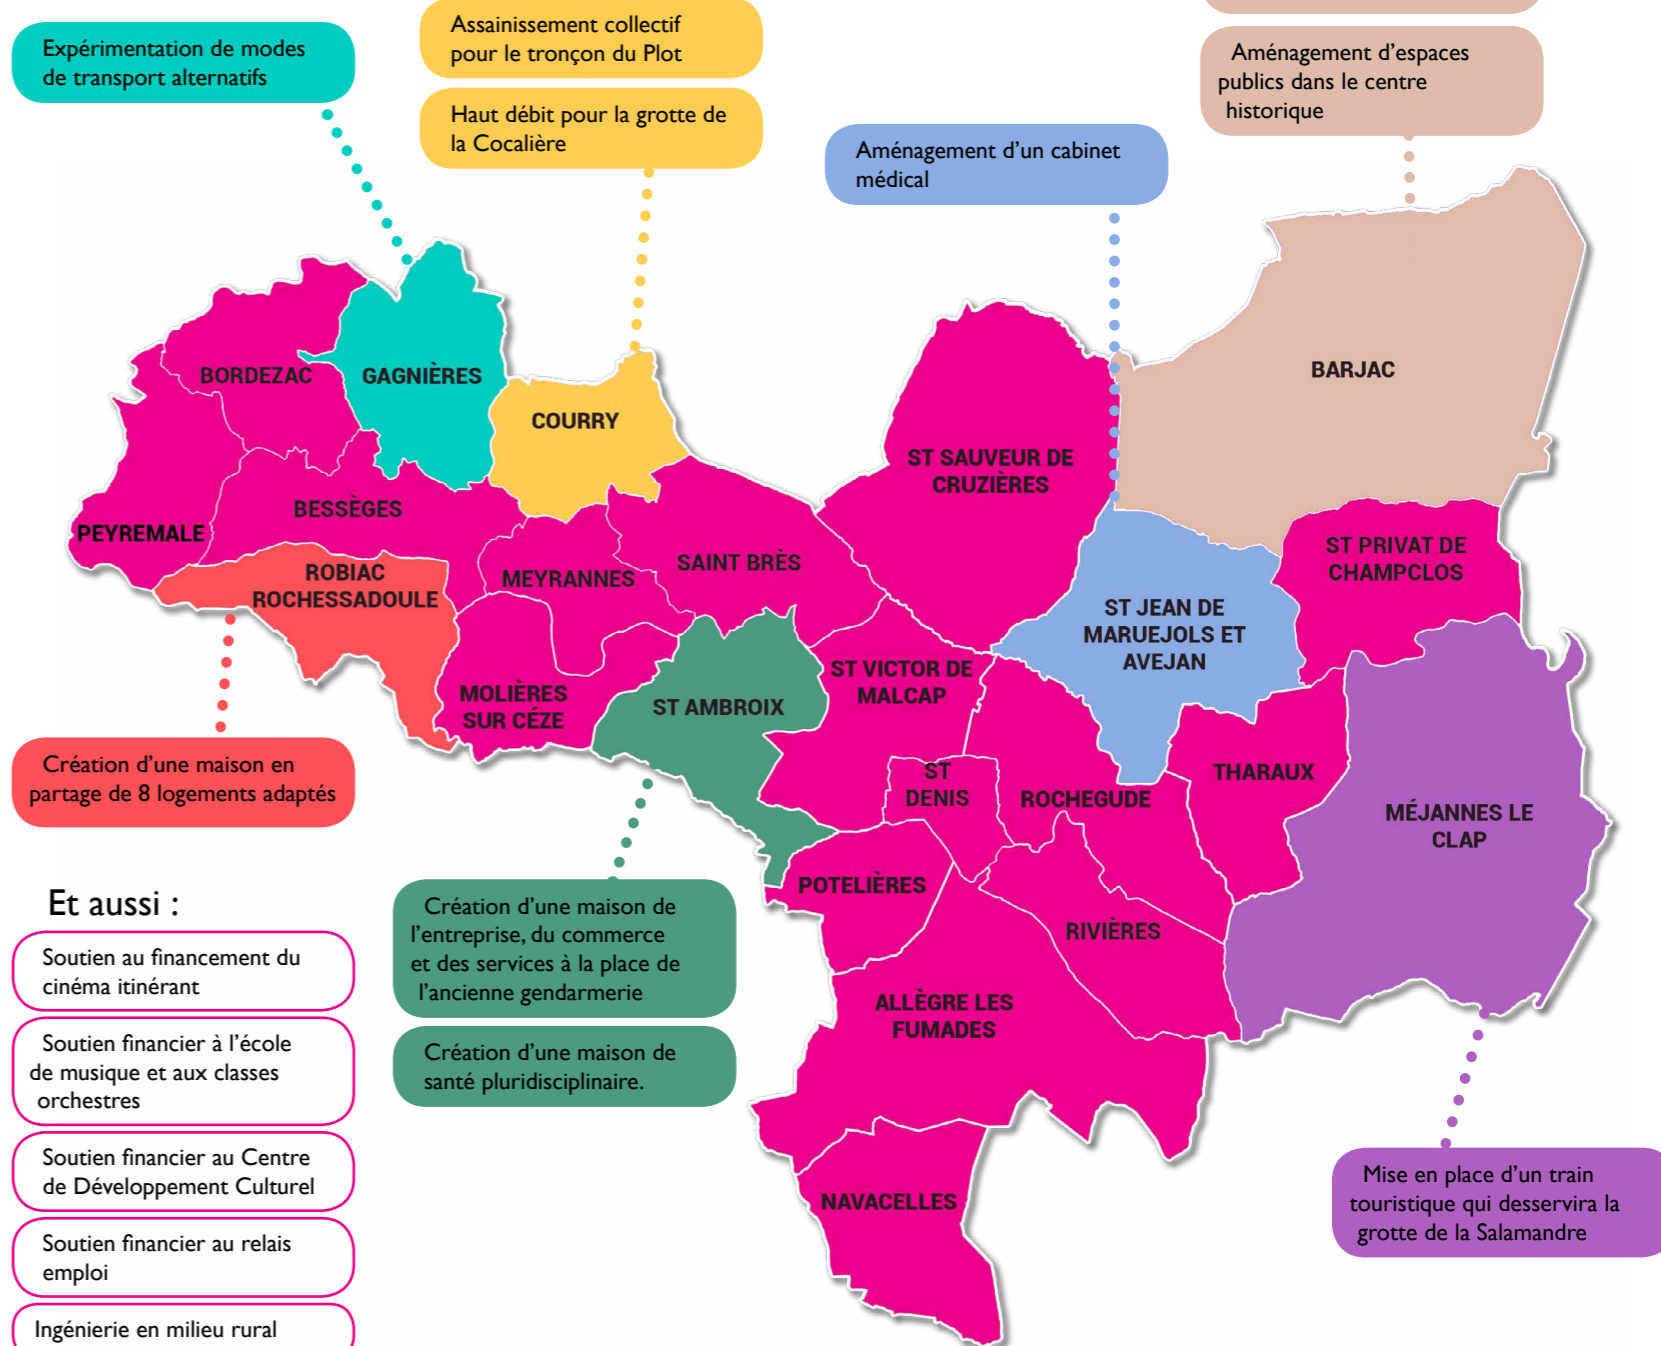 Expérimentation de modes
de transport alternatifs
Assainissement collectif
pour le tronçon du Plot
Haut débit pour la grotte de
la Cocalière
Aménagement d'un cabinet
médical
Aménagement d'espaces
publics dans le centre
historique
BORDEZAC
GAGNIÈRES
COURRY
BARJAC
ST SAUVEUR DE
CRUZIÈRES
PEYREMALE
BESSÈGES
ROBIAC
ROCHESSADOULE
MEYRANNES
SAINT BRÈS
ST PRIVAT DE
CHAMPCLOS
ST JEAN DE
MARUEJOLS ET
AVEJAN
MOLIÈRES
SUR CÉZE
ST AMBROIX
ST VICTOR DE
MALCAP
ST
DENIS
ROCHEGUDE
THARAUX
MÉJANNES LE
CLAP
POTELIÈRES
RIVIÈRES
ALLÈGRE LES
FUMADES
NAVACELLES
Création d'une maison en
partage de 8 logements adaptés
Création d'une maison de
l'entreprise, du commerce
et des services à la place de
l'ancienne gendarmerie
Création d'une maison de
santé pluridisciplinaire.
Mise en place d'un train
touristique qui desservira la
grotte de la Salamandre
Et aussi :
Soutien au financement du
cinéma itinérant
Soutien financier à l'école
de musique et aux classes
orchestres
Soutien financier au Centre
de Développement Culturel
Soutien financier au relais
emploi
Ingénierie en milieu rural